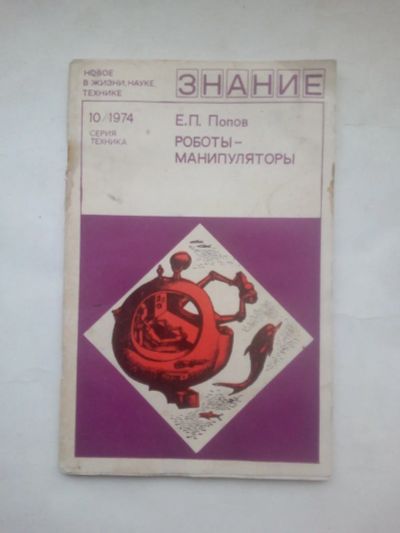 НОВОЕ
В ЖИЗНИ, НАУКЕ,
ТЕХНИКЕ
ЗНАНИЕ
10/1974
СЕРИЯ
ТЕХНИКА
Е.П. Попов
РОБОТЫ–
МАНИПУЛЯТОРЫ